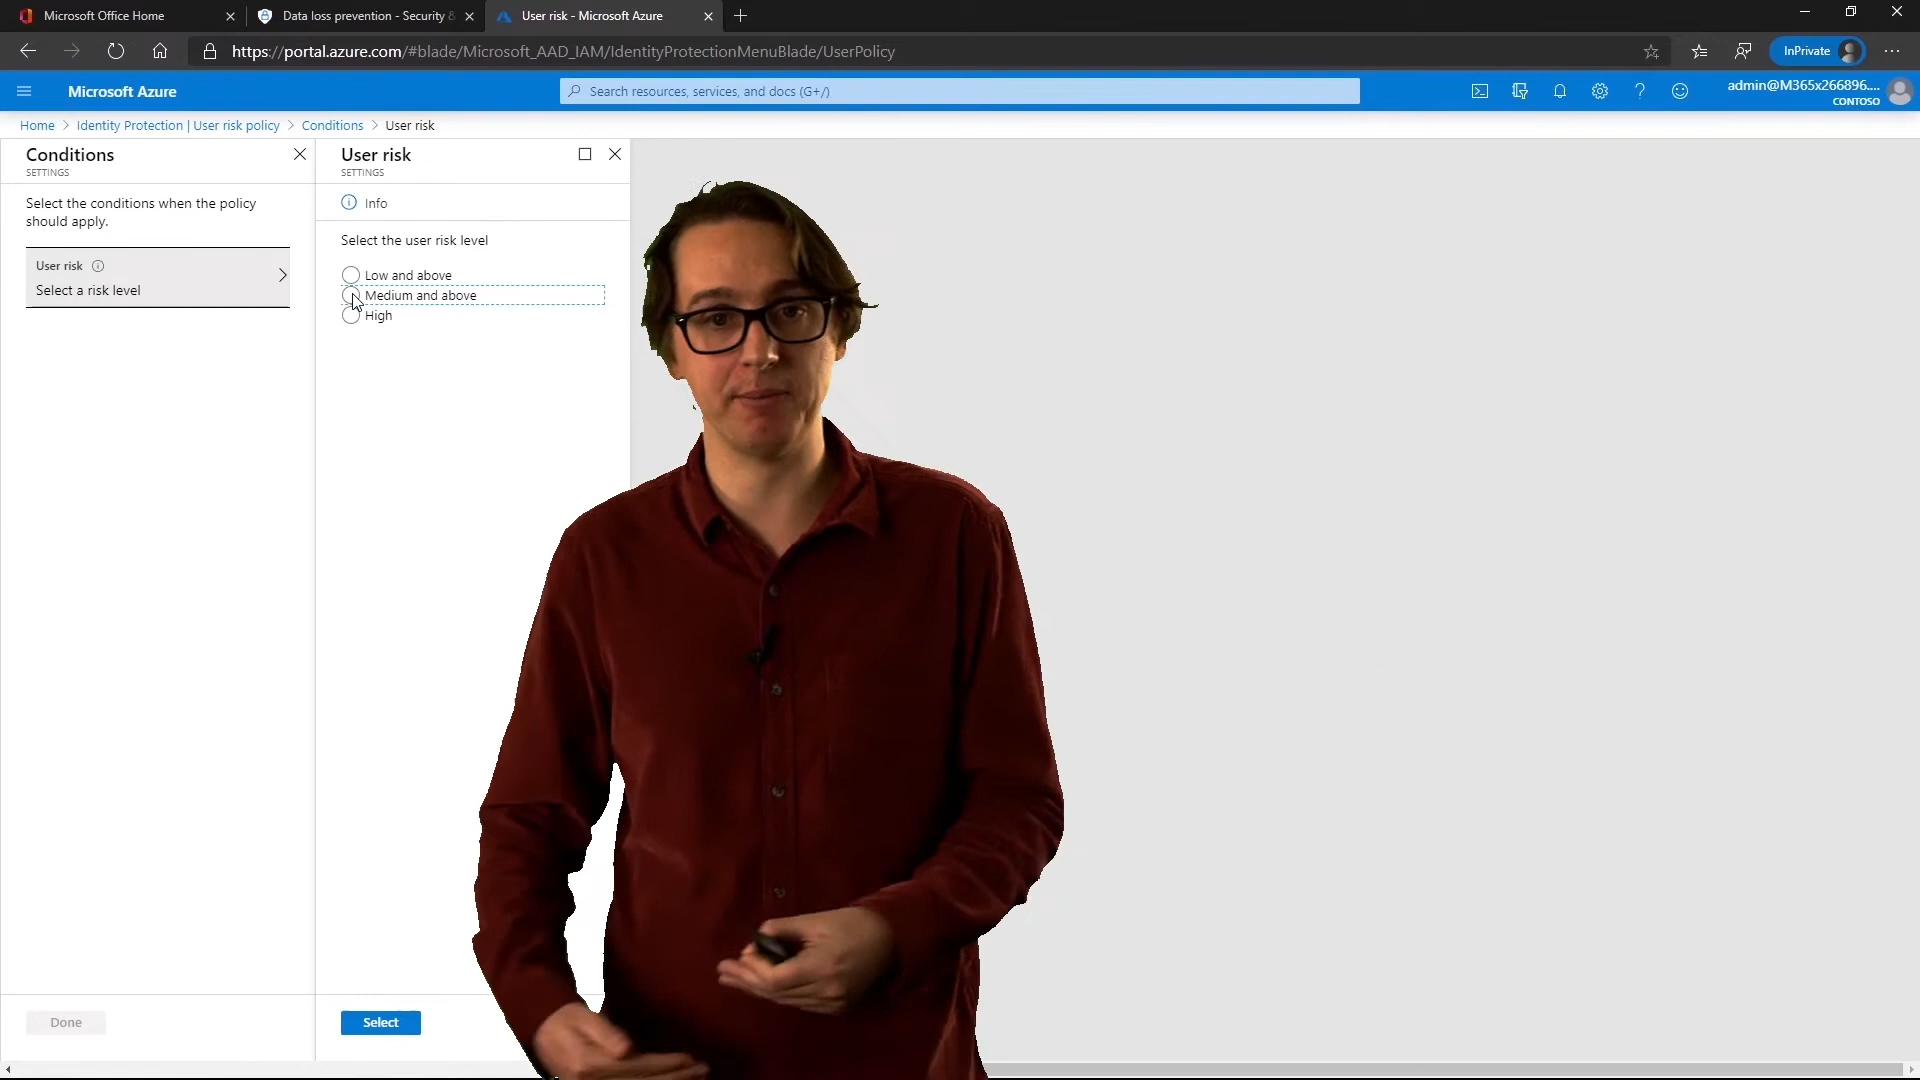 Microsoft Office Home
Data loss prevention - Security &
User risk - Microsoft Azure
https://portal.azure.com/#blade/Microsoft_AAD_IAM/IdentityProtectionMenuBlade/UserPolicy
InPrivate
Microsoft Azure
Search resources, services, and docs (G+/)
admin@M365x266896....
CONTOSO
Home > Identity Protection | User risk policy > Conditions > User risk
Conditions
SETTINGS
Select the conditions when the policy
should apply.
User risk
Select a risk level
Done
User risk
SETTINGS
Info
Select the user risk level
Low and above
Medium and above
High
Select